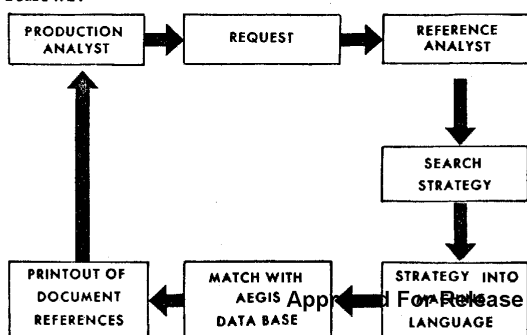 PRODUCTION
ANALYST
REQUEST
REFERENCE
ANALYST
SEARCH
STRATEGY
STRATEGY INTO
LANGUAGE
MATCH WITH
AEGIS
DATA BASE
PRINTOUT OF
DOCUMENT
REFERENCES
For Release